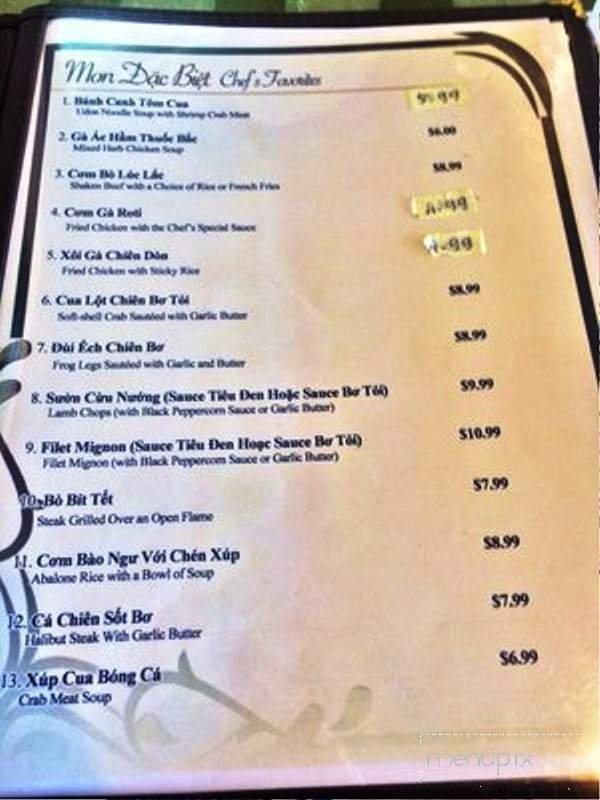 Mon Đặc Biệt Chef's Favorites
1. Bánh Canh Tôm Cua
Udon Noodle Soup with Shrimp Crab Meat
2. Gà Ác Hầm Thuốc Bắc $6.00
Mixed Herb Chicken Soup
3. Cơm Bò Lúc Lắc $8.99
Shaken Beef with a Choice of Rice or French Fries
4. Cơm Gà Roti
Fried Chicken with the Chef's Special Sauce
5. Xôi Gà Chiên Dòn
Fried Chicken with Sticky Rice
6. Cua Lột Chiên Bơ Tỏi $8.99
Soft-shell Crab Sautéed with Garlic Butter
7. Đùi Ếch Chiên Bơ $8.99
Frog Legs Sautéed with Garlic and Butter
8. Sườn Cừu Nướng (Sauce Tiêu Đen Hoặc Sauce Bơ Tỏi) $9.99
Lamb Chops (with Black Peppercorn Sauce or Garlic Butter)
9. Filet Mignon (Sauce Tiêu Đen Hoạc Sauce Bơ Tỏi) $10.99
Filet Mignon (with Black Peppercorn Sauce or Garlic Butter)
10. Bò Bít Tết $7.99
Steak Grilled Over an Open Flame
11. Cơm Bào Ngư Với Chén Xúp $8.99
Abalone Rice with a Bowl of Soup
12. Cá Chiên Sốt Bơ $7.99
Halibut Steak With Garlic Butter
13. Xúp Cua Bóng Cá $6.99
Crab Meat Soup
menupix